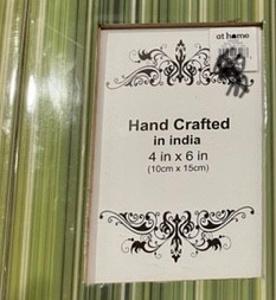 at home
Hand Crafted
in india
4 in x 6 in
(10cm x 15cm)